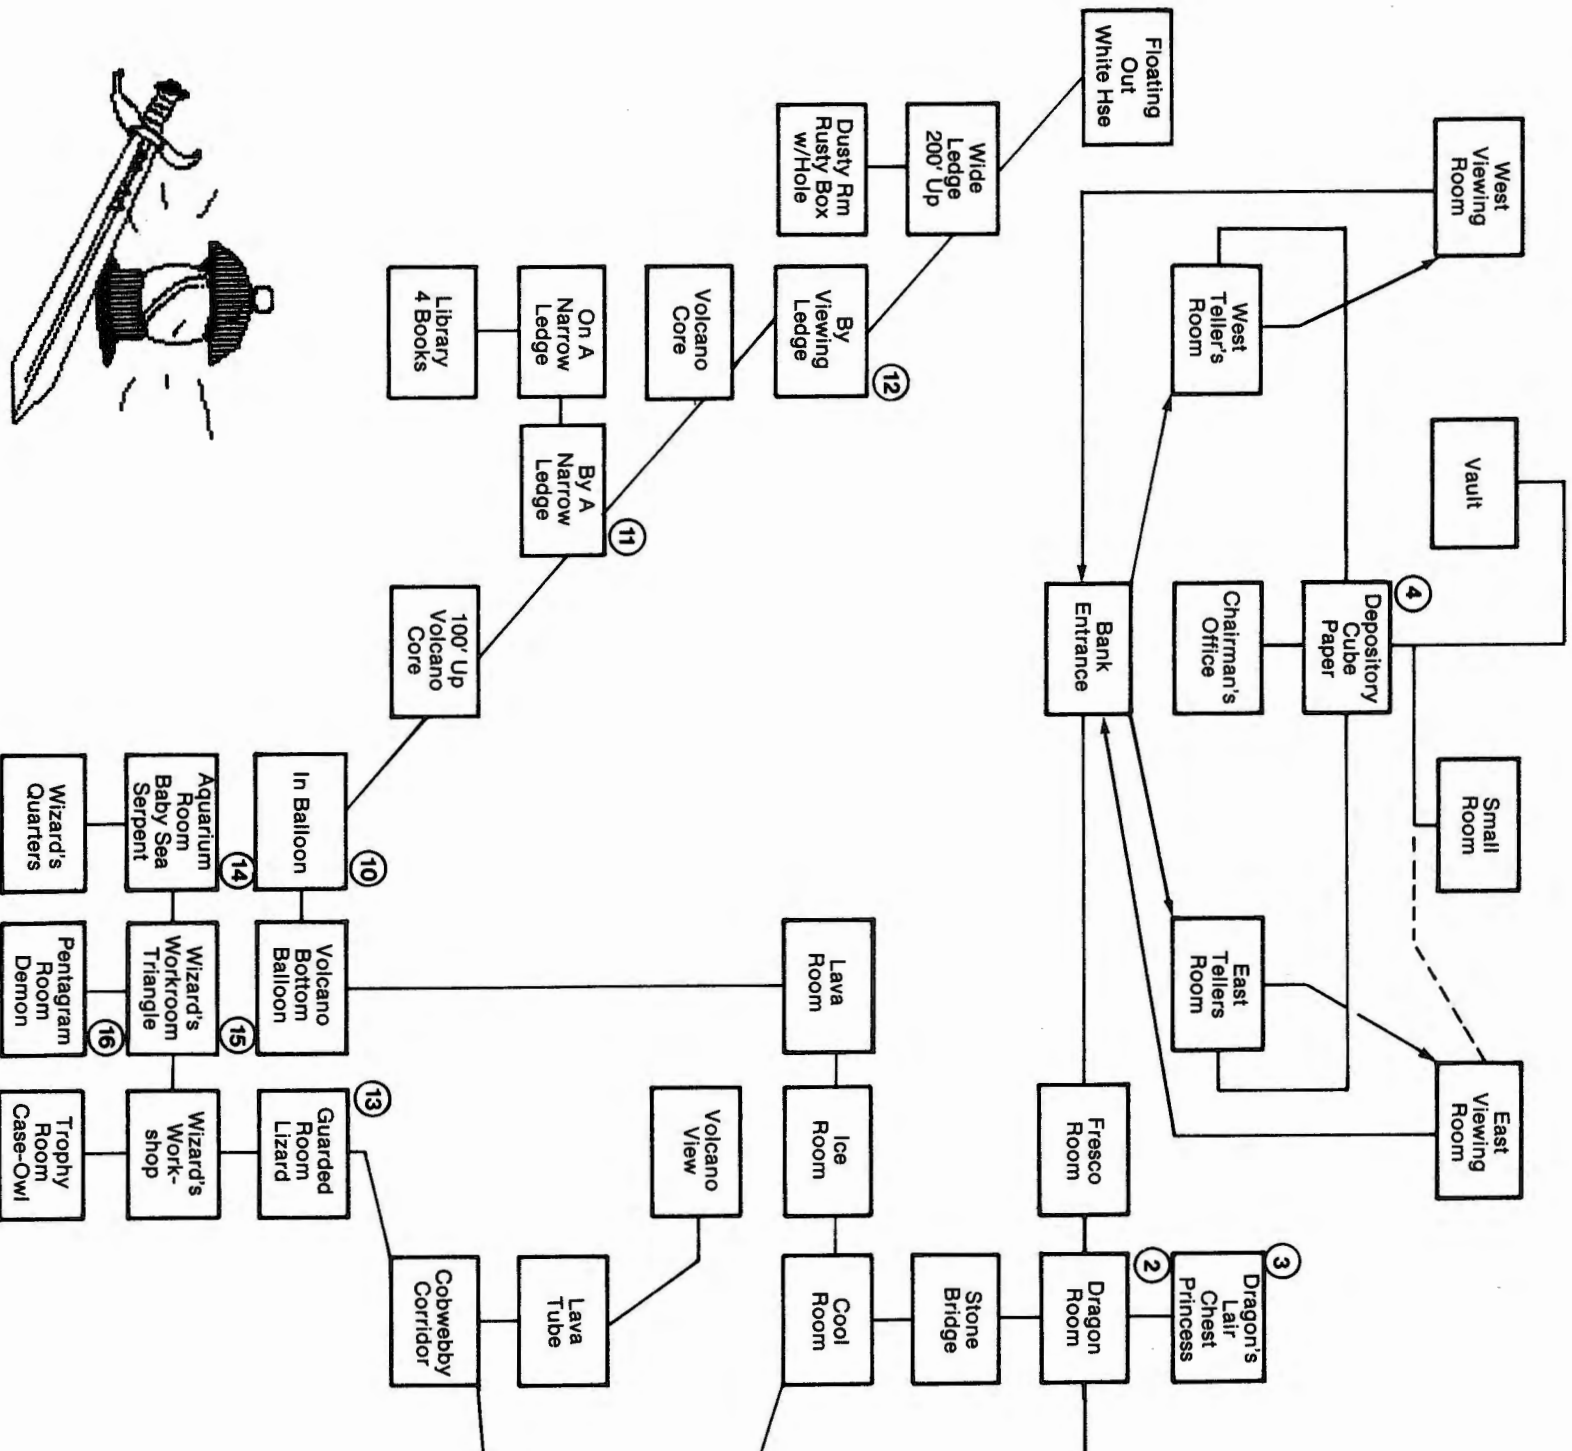 West
Viewing
Room
Vault
Small
Room
East
Viewing
Room
4
Depository
Cube
Paper
West
Teller's
Room
Chairman's
Office
East
Tellers
Room
3
Dragon's
Lair
Chest
Princess
2
Floating
Out
White Hse
Bank
Entrance
Fresco
Room
Dragon
Room
Wide
Ledge
200' Up
Stone
Bridge
Dusty Rm
Rusty Box
w/Hole
By
Viewing
Ledge
12
Lava
Room
Ice
Room
Cool
Room
Volcano
Core
Volcano
View
On A
Narrow
Ledge
By A
Narrow
Ledge
11
Lava
Tube
Library
4 Books
100' Up
Volcano
Core
Cobwebby
Corridor
In Balloon
10
Volcano
Bottom
Balloon
13
Guarded
Room
Lizard
Aquarium
Room
Baby Sea
Serpent
14
Wizard's
Workroom
Triangle
15
Wizard's
Work-
shop
Wizard's
Quarters
Pentagram
Room
Demon
16
Trophy
Room
Case-Owl